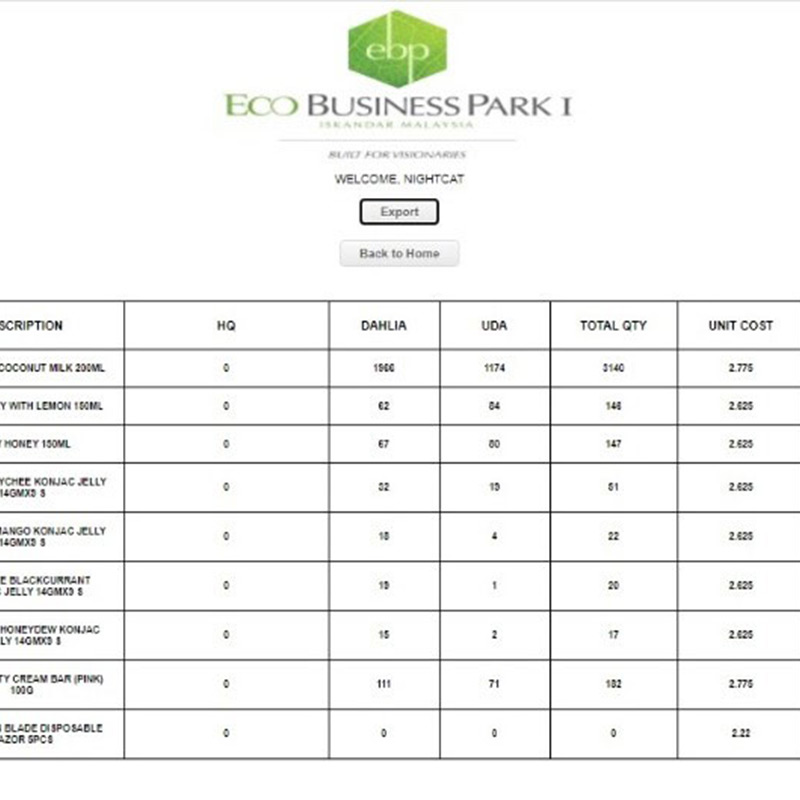 ebp
ECO BUSINESS PARK I
ISKANDAR MALAYSIA
BUILT FOR VISIONARIES
WELCOME, NIGHTCAT
Export
Back to Home
SCRIPTION HQ DAHLIA UDA TOTAL QTY UNIT COST
COCONUT MILK 200ML 0 1966 1174 3140 2.775
Y WITH LEMON 150ML 0 62 84 146 2.625
Y HONEY 150ML 0 67 80 147 2.625
YCHEE KONJAC JELLY
14GMX9 S 0 32 19 51 2.625
MANGO KONJAC JELLY
14GMX9 S 0 18 4 22 2.625
E BLACKCURRANT
JELLY 14GMX9 S 0 19 1 20 2.625
HONEYDEW KONJAC
LY 14GMX9 S 0 15 2 17 2.625
TY CREAM BAR (PINK)
100G 0 111 71 182 2.775
BLADE DISPOSABLE
AZOR 5PCS 0 0 0 0 2.22